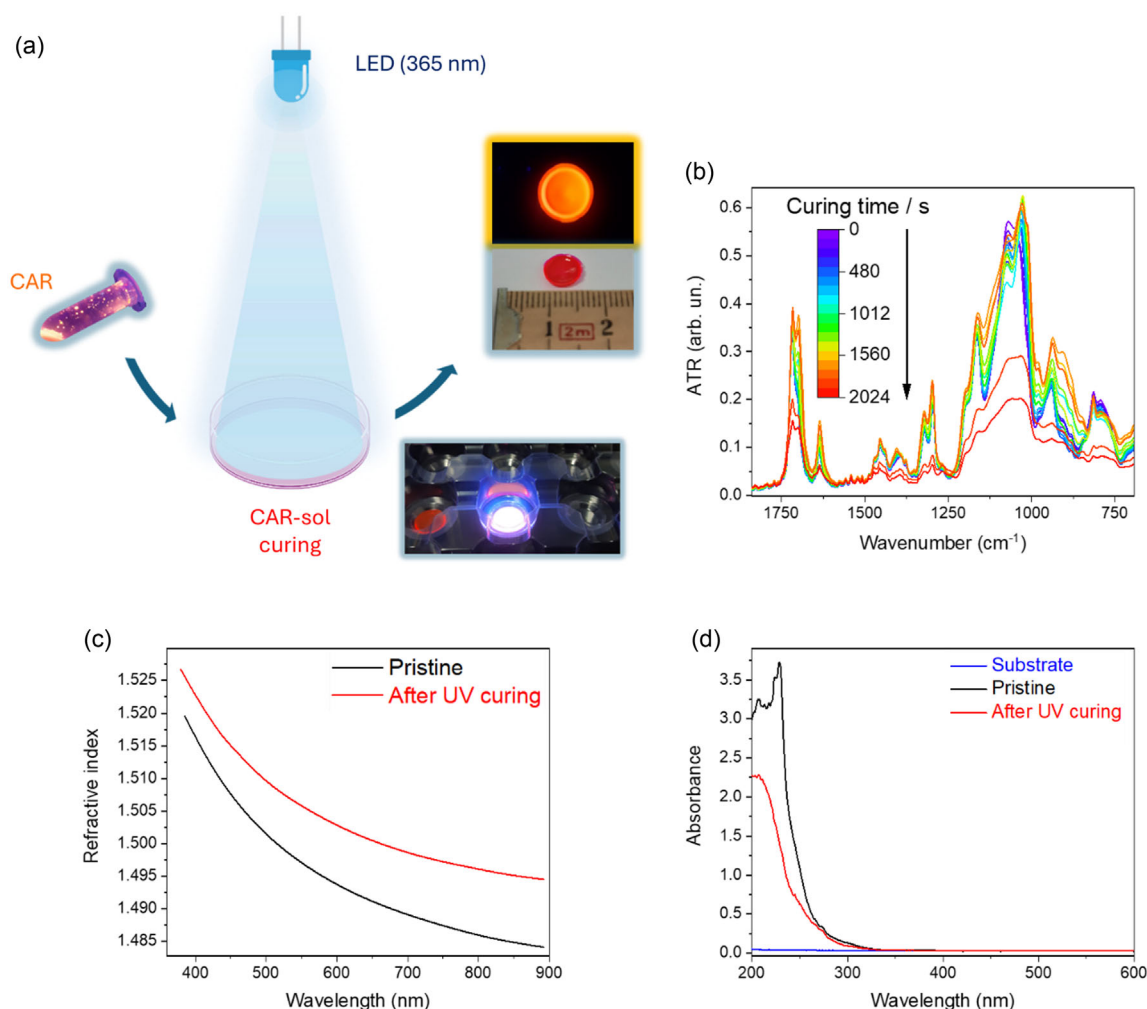 (a)
LED (365 nm)
CAR
CAR-sol
curing
1 2m 2
(b)
Curing time / s
0
480
1012
1560
2024
ATR (arb. un.)
0.6
0.5
0.4
0.3
0.2
0.1
0.0
1750 1500 1250 1000 750
Wavenumber (cm⁻¹)
(c)
Pristine
After UV curing
Refractive index
1.525
1.520
1.515
1.510
1.505
1.500
1.495
1.490
1.485
400 500 600 700 800 900
Wavelength (nm)
(d)
Substrate
Pristine
After UV curing
Absorbance
3.5
3.0
2.5
2.0
1.5
1.0
0.5
0.0
200 300 400 500 600
Wavelength (nm)